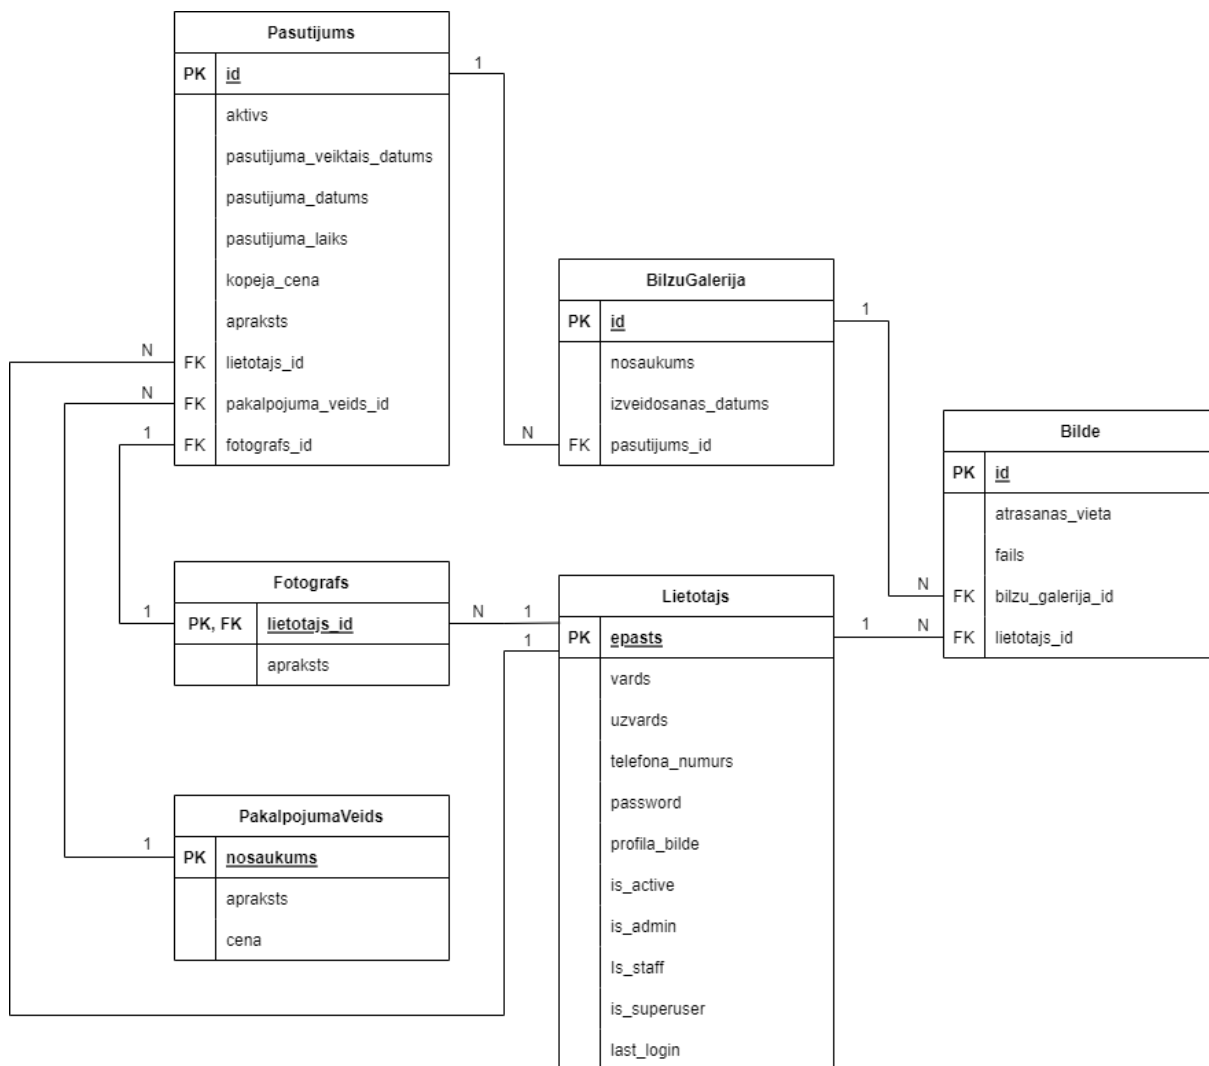 Pasutijums
PK id
aktivs
pasutijuma_veiktais_datums
pasutijuma_datums
pasutijuma_laiks
kopeja_cena
apraksts
FK lietotajs_id
FK pakalpojuma_veids_id
FK fotografs_id
1
N
N
N
1
BilzuGalerija
PK id
nosaukums
izveidosanas_datums
FK pasutijums_id
1
N
Bilde
PK id
atrasanas_vieta
fails
FK bilzu_galerija_id
FK lietotajs_id
Fotografs
PK, FK lietotajs_id
apraksts
1
N
1
1
1
N
Lietotajs
PK epasts
vards
uzvards
telefona_numurs
password
profila_bilde
is_active
is_admin
Is_staff
is_superuser
last_login
PakalpojumaVeids
1
PK nosaukums
apraksts
cena